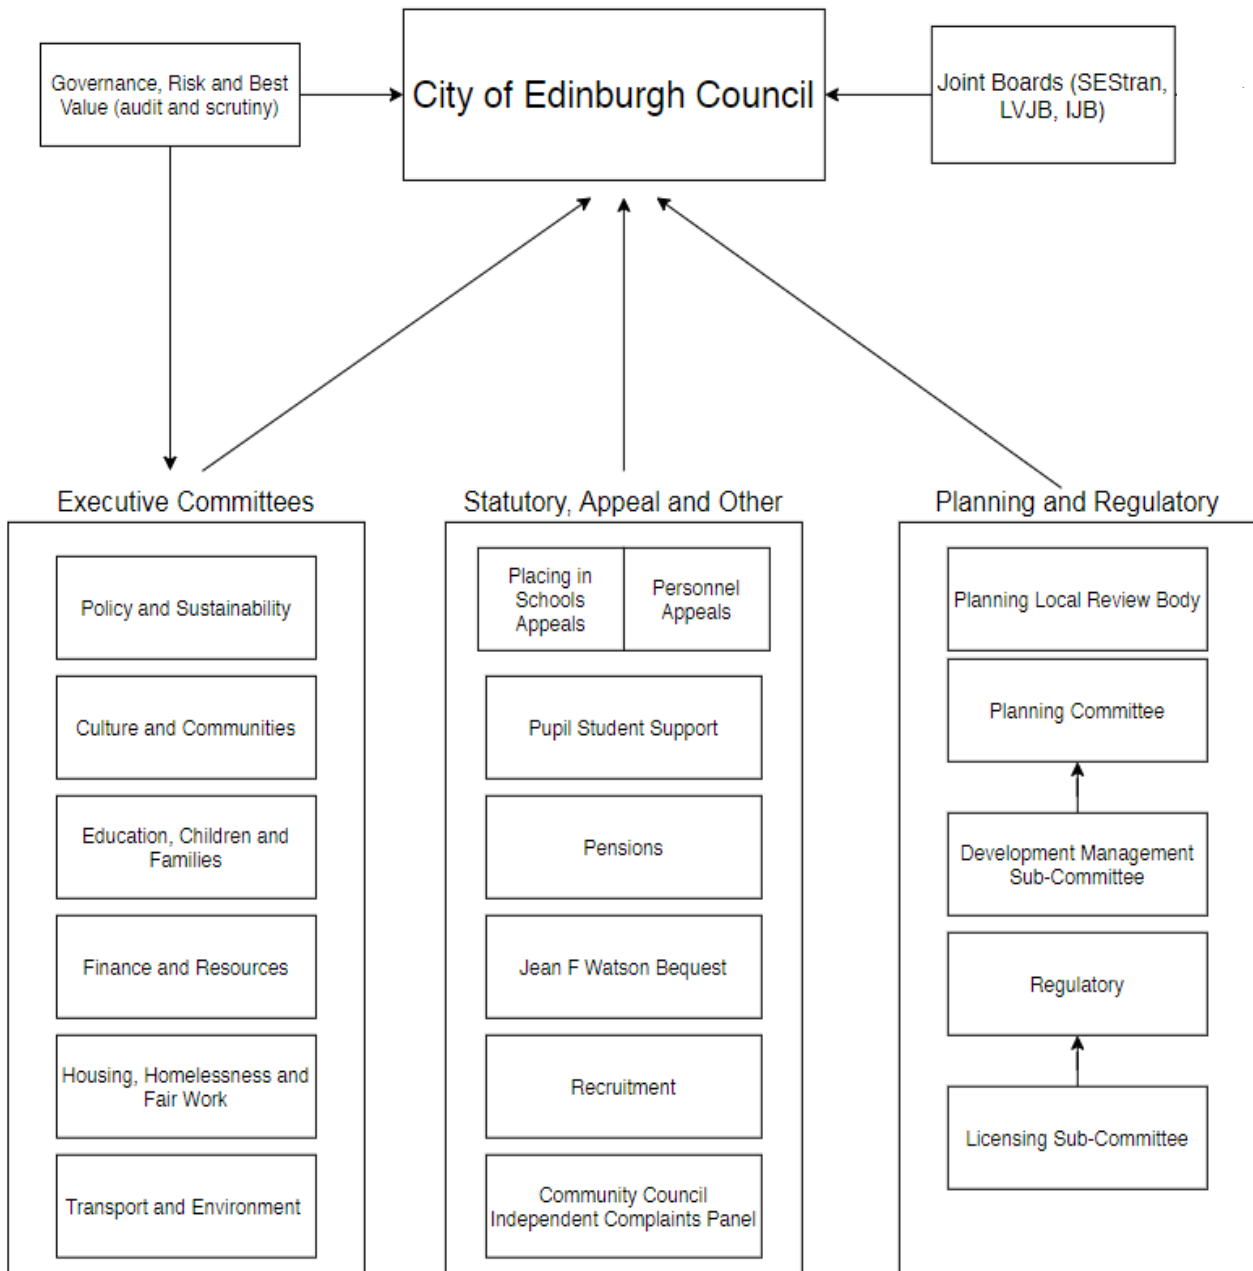 Governance, Risk and Best
Value (audit and scrutiny)
City of Edinburgh Council
Joint Boards (SEStran,
LVJB, IJB)
Executive Committees
Policy and Sustainability
Culture and Communities
Education, Children and
Families
Finance and Resources
Housing, Homelessness and
Fair Work
Transport and Environment
Statutory, Appeal and Other
Placing in
Schools
Appeals
Personnel
Appeals
Pupil Student Support
Pensions
Jean F Watson Bequest
Recruitment
Community Council
Independent Complaints Panel
Planning and Regulatory
Planning Local Review Body
Planning Committee
Development Management
Sub-Committee
Regulatory
Licensing Sub-Committee